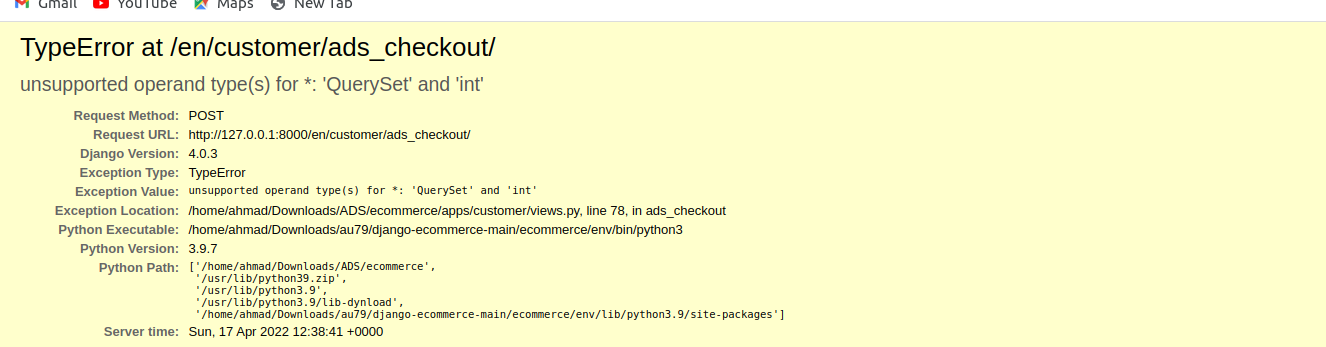 Gmail YouTube Maps New Tab
TypeError at /en/customer/ads_checkout/
unsupported operand type(s) for *: 'QuerySet' and 'int'
Request Method: POST
Request URL: http://127.0.0.1:8000/en/customer/ads_checkout/
Django Version: 4.0.3
Exception Type: TypeError
Exception Value: unsupported operand type(s) for *: 'QuerySet' and 'int'
Exception Location: /home/ahmad/Downloads/ADS/ecommerce/apps/customer/views.py, line 78, in ads_checkout
Python Executable: /home/ahmad/Downloads/au79/django-ecommerce-main/ecommerce/env/bin/python3
Python Version: 3.9.7
Python Path: ['/home/ahmad/Downloads/ADS/ecommerce',
'/usr/lib/python39.zip',
'/usr/lib/python3.9',
'/usr/lib/python3.9/lib-dynload',
'/home/ahmad/Downloads/au79/django-ecommerce-main/ecommerce/env/lib/python3.9/site-packages']
Server time: Sun, 17 Apr 2022 12:38:41 +0000